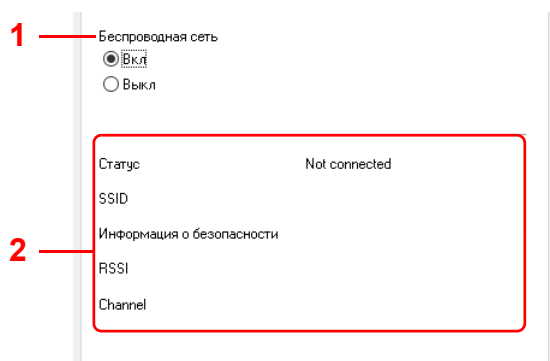 1 Беспроводная сеть
Вкл
Выкл
Статус Not connected
SSID
Информация о безопасности
2
RSSI
Channel